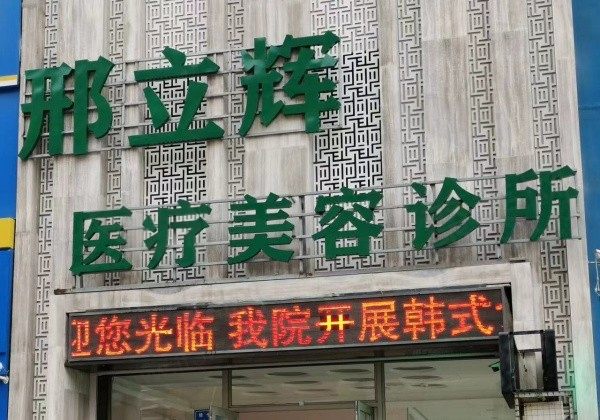 邢立辉
医疗美容诊所
您光临 我院开展韩式